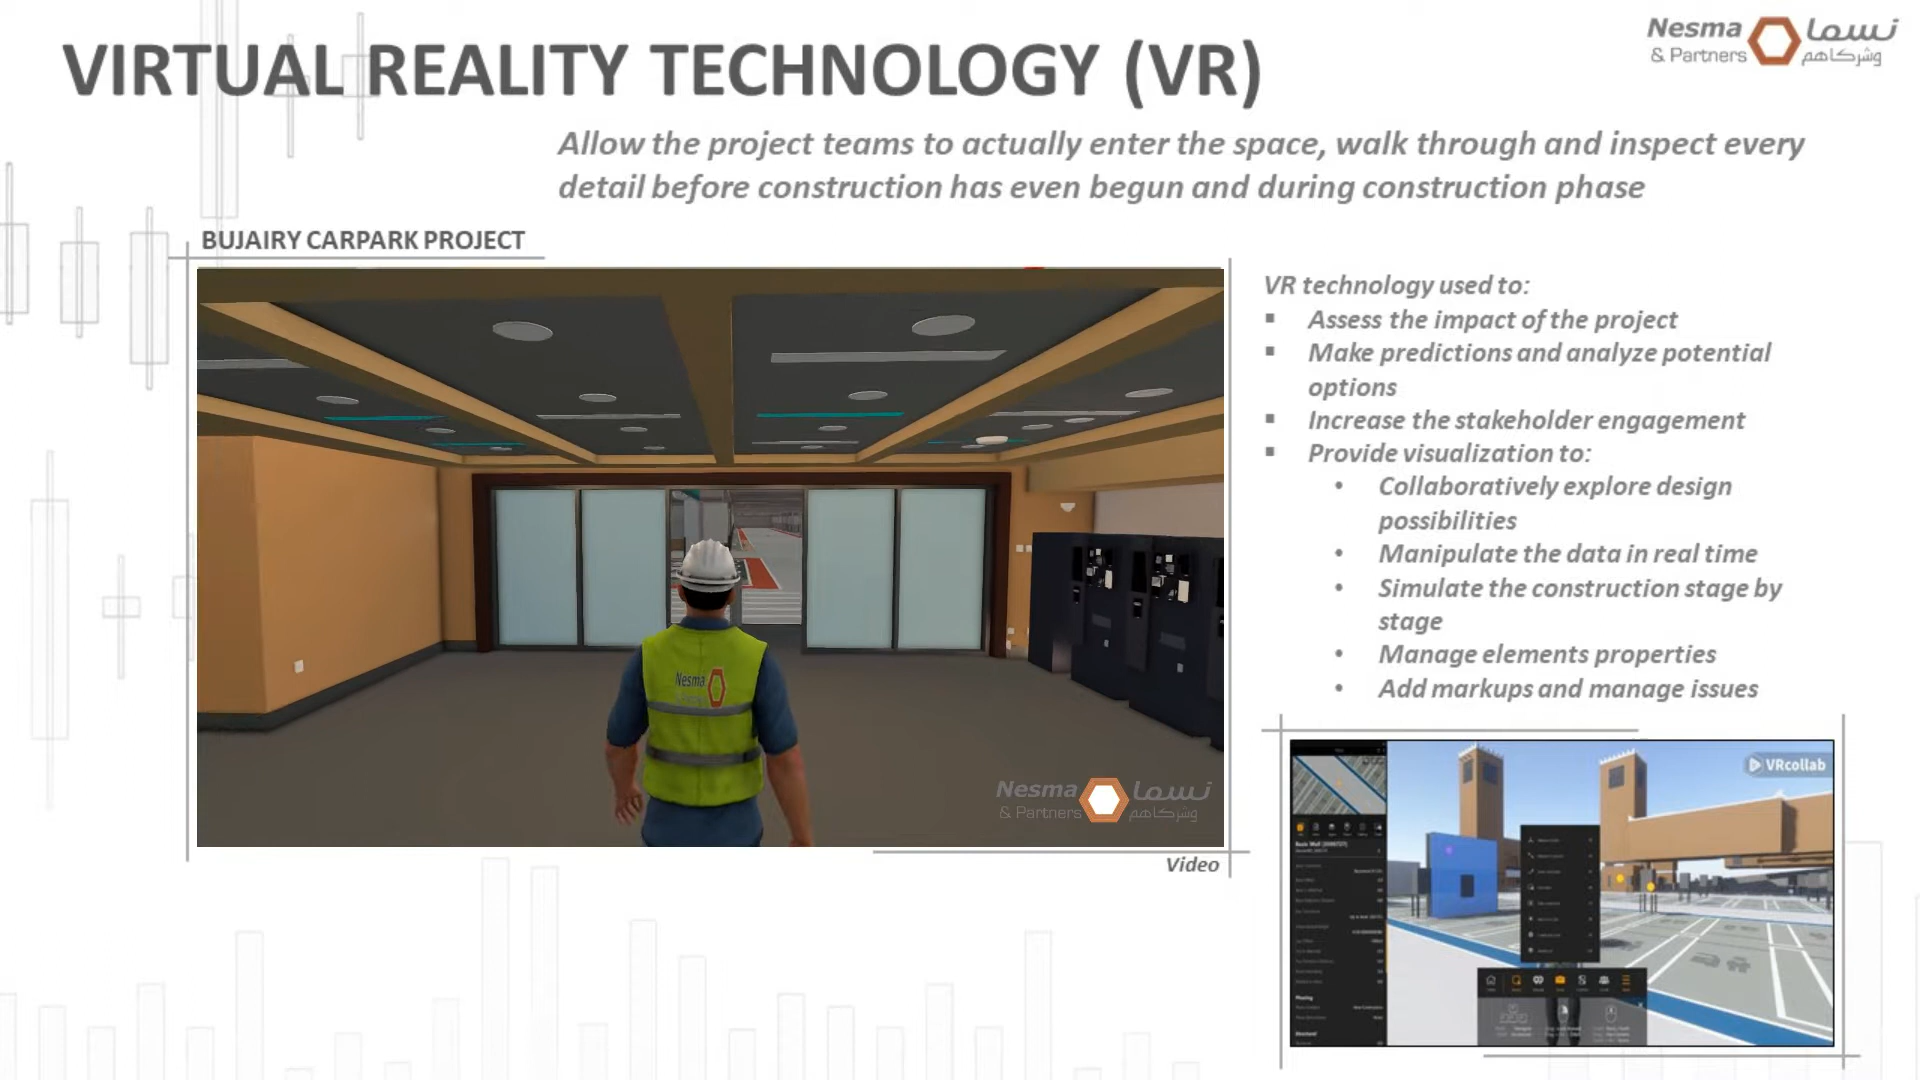 VIRTUAL REALITY TECHNOLOGY (VR)
Nesma نسما
& Partners وشركاهم
Allow the project teams to actually enter the space, walk through and inspect every
detail before construction has even begun and during construction phase
BUJAIRY CARPARK PROJECT
Nesma
Nesma نسما
& Partners وشركاهم
Video
VR technology used to:
▪ Assess the impact of the project
▪ Make predictions and analyze potential
options
▪ Increase the stakeholder engagement
▪ Provide visualization to:
• Collaboratively explore design
possibilities
• Manipulate the data in real time
• Simulate the construction stage by
stage
• Manage elements properties
• Add markups and manage issues
VRcollab